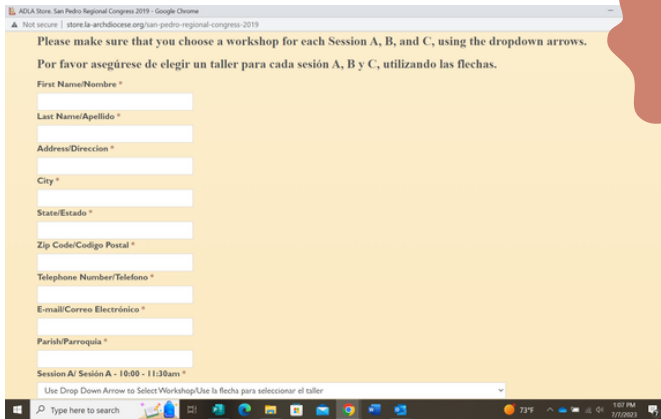 ADLA Store. San Pedro Regional Congress 2019 - Google Chrome
Not secure | store.la-archdiocese.org/san-pedro-regional-congress-2019
Please make sure that you choose a workshop for each Session A, B, and C, using the dropdown arrows.
Por favor asegúrese de elegir un taller para cada sesión A, B y C, utilizando las flechas.
First Name/Nombre *
Last Name/Apellido *
Address/Direccion *
City *
State/Estado *
Zip Code/Codigo Postal *
Telephone Number/Telefono *
E-mail/Correo Electrónico *
Parish/Parroquia *
Session A/ Sesión A - 10:00 - 11:30am *
Use Drop Down Arrow to Select Workshop/Use la flecha para seleccionar el taller
Type here to search
73°F
1:07 PM
7/7/2023